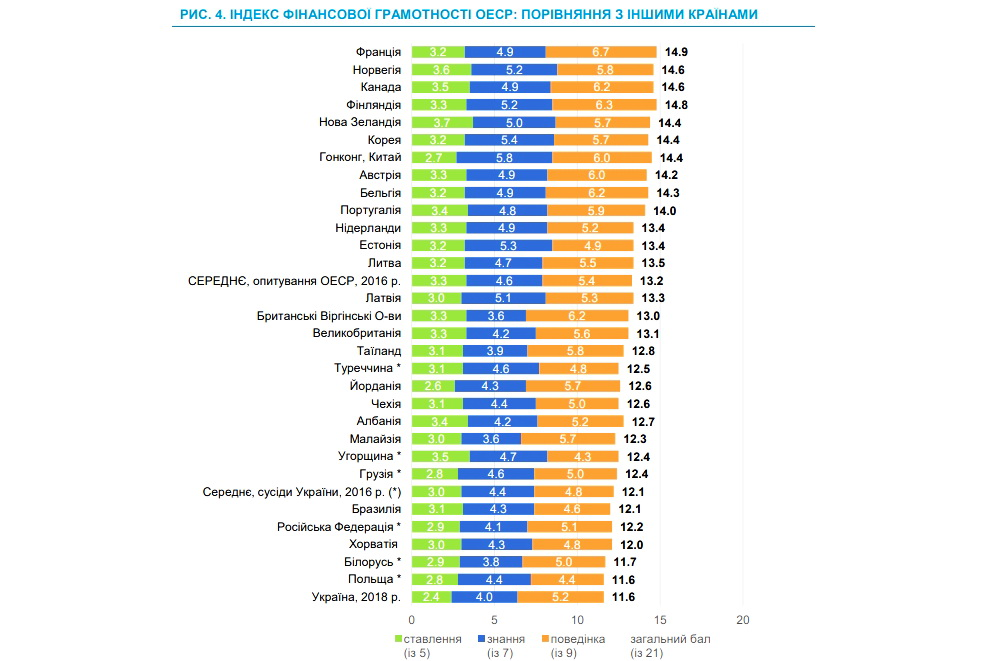 РИС. 4. ІНДЕКС ФІНАНСОВОЇ ГРАМОТНОСТІ ОЕСР: ПОРІВНЯННЯ З ІНШИМИ КРАЇНАМИ
Франція 3.2 4.9 6.7 14.9
Норвегія 3.6 5.2 5.8 14.6
Канада 3.5 4.9 6.2 14.6
Фінляндія 3.3 5.2 6.3 14.8
Нова Зеландія 3.7 5.0 5.7 14.4
Корея 3.2 5.4 5.7 14.4
Гонконг, Китай 2.7 5.8 6.0 14.4
Австрія 3.3 4.9 6.0 14.2
Бельгія 3.2 4.9 6.2 14.3
Португалія 3.4 4.8 5.9 14.0
Нідерланди 3.3 4.9 5.2 13.4
Естонія 3.2 5.3 4.9 13.4
Литва 3.2 4.7 5.5 13.5
СЕРЕДНЄ, опитування ОЕСР, 2016 р. 3.3 4.6 5.4 13.2
Латвія 3.0 5.1 5.3 13.3
Британські Віргінські О-ви 3.3 3.6 6.2 13.0
Великобританія 3.3 4.2 5.6 13.1
Таїланд 3.1 3.9 5.8 12.8
Туреччина * 3.1 4.6 4.8 12.5
Йорданія 2.6 4.3 5.7 12.6
Чехія 3.1 4.4 5.0 12.6
Албанія 3.4 4.2 5.2 12.7
Малайзія 3.0 3.6 5.7 12.3
Угорщина * 3.5 4.7 4.3 12.4
Грузія * 2.8 4.6 5.0 12.4
Середнє, сусіди України, 2016 р. (*) 3.0 4.4 4.8 12.1
Бразилія 3.1 4.3 4.6 12.1
Російська Федерація * 2.9 4.1 5.1 12.2
Хорватія 3.0 4.3 4.8 12.0
Білорусь * 2.9 3.8 5.0 11.7
Польща * 2.8 4.4 4.4 11.6
Україна, 2018 р. 2.4 4.0 5.2 11.6
0 5 10 15 20
ставлення знання поведінка загальний бал
(із 5) (із 7) (із 9) (із 21)